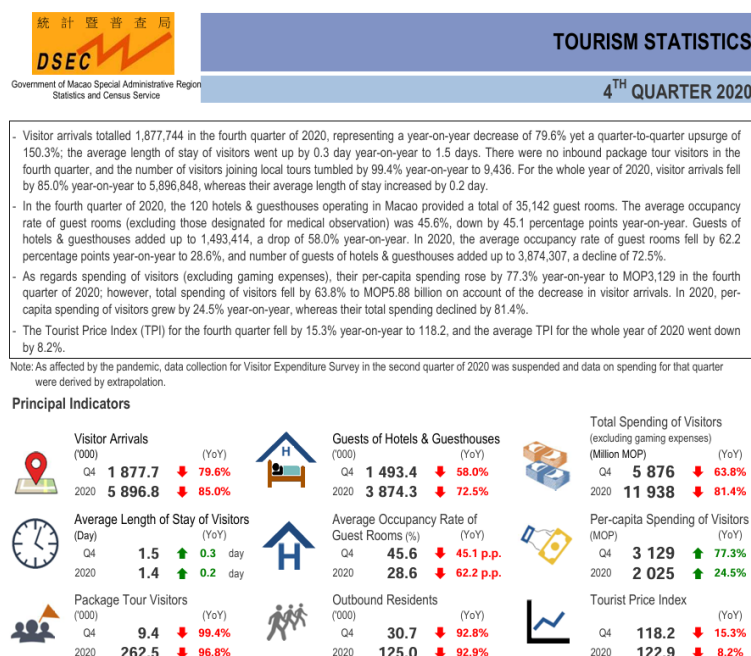 統計暨普查局
DSEC
Government of Macao Special Administrative Region
Statistics and Census Service
TOURISM STATISTICS
4TH QUARTER 2020
- Visitor arrivals totalled 1,877,744 in the fourth quarter of 2020, representing a year-on-year decrease of 79.6% yet a quarter-to-quarter upsurge of
150.3%; the average length of stay of visitors went up by 0.3 day year-on-year to 1.5 days. There were no inbound package tour visitors in the
fourth quarter, and the number of visitors joining local tours tumbled by 99.4% year-on-year to 9,436. For the whole year of 2020, visitor arrivals fell
by 85.0% year-on-year to 5,896,848, whereas their average length of stay increased by 0.2 day.
- In the fourth quarter of 2020, the 120 hotels & guesthouses operating in Macao provided a total of 35,142 guest rooms. The average occupancy
rate of guest rooms (excluding those designated for medical observation) was 45.6%, down by 45.1 percentage points year-on-year. Guests of
hotels & guesthouses added up to 1,493,414, a drop of 58.0% year-on-year. In 2020, the average occupancy rate of guest rooms fell by 62.2
percentage points year-on-year to 28.6%, and number of guests of hotels & guesthouses added up to 3,874,307, a decline of 72.5%.
- As regards spending of visitors (excluding gaming expenses), their per-capita spending rose by 77.3% year-on-year to MOP3,129 in the fourth
quarter of 2020; however, total spending of visitors fell by 63.8% to MOP5.88 billion on account of the decrease in visitor arrivals. In 2020, per-
capita spending of visitors grew by 24.5% year-on-year, whereas their total spending declined by 81.4%.
- The Tourist Price Index (TPI) for the fourth quarter fell by 15.3% year-on-year to 118.2, and the average TPI for the whole year of 2020 went down
by 8.2%.
Note: As affected by the pandemic, data collection for Visitor Expenditure Survey in the second quarter of 2020 was suspended and data on spending for that quarter
were derived by extrapolation.
Principal Indicators
Visitor Arrivals
('000) (YoY)
Q4 1 877.7 79.6%
2020 5 896.8 85.0%
H
Guests of Hotels & Guesthouses
('000) (YoY)
Q4 1 493.4 58.0%
2020 3 874.3 72.5%
Total Spending of Visitors
(excluding gaming expenses)
(Million MOP) (YoY)
Q4 5 876 63.8%
2020 11 938 81.4%
Average Length of Stay of Visitors
(Day) (YoY)
Q4 1.5 0.3 day
2020 1.4 0.2 day
H
Average Occupancy Rate of
Guest Rooms (%) (YoY)
Q4 45.6 45.1 p.p.
2020 28.6 62.2 p.p.
Per-capita Spending of Visitors
(MOP) (YoY)
Q4 3 129 77.3%
2020 2 025 24.5%
Package Tour Visitors
('000) (YoY)
Q4 9.4 99.4%
2020 262.5 96.8%
Outbound Residents
('000) (YoY)
Q4 30.7 92.8%
2020 125.0 92.9%
Tourist Price Index
(YoY)
Q4 118.2 15.3%
2020 122.9 8.2%